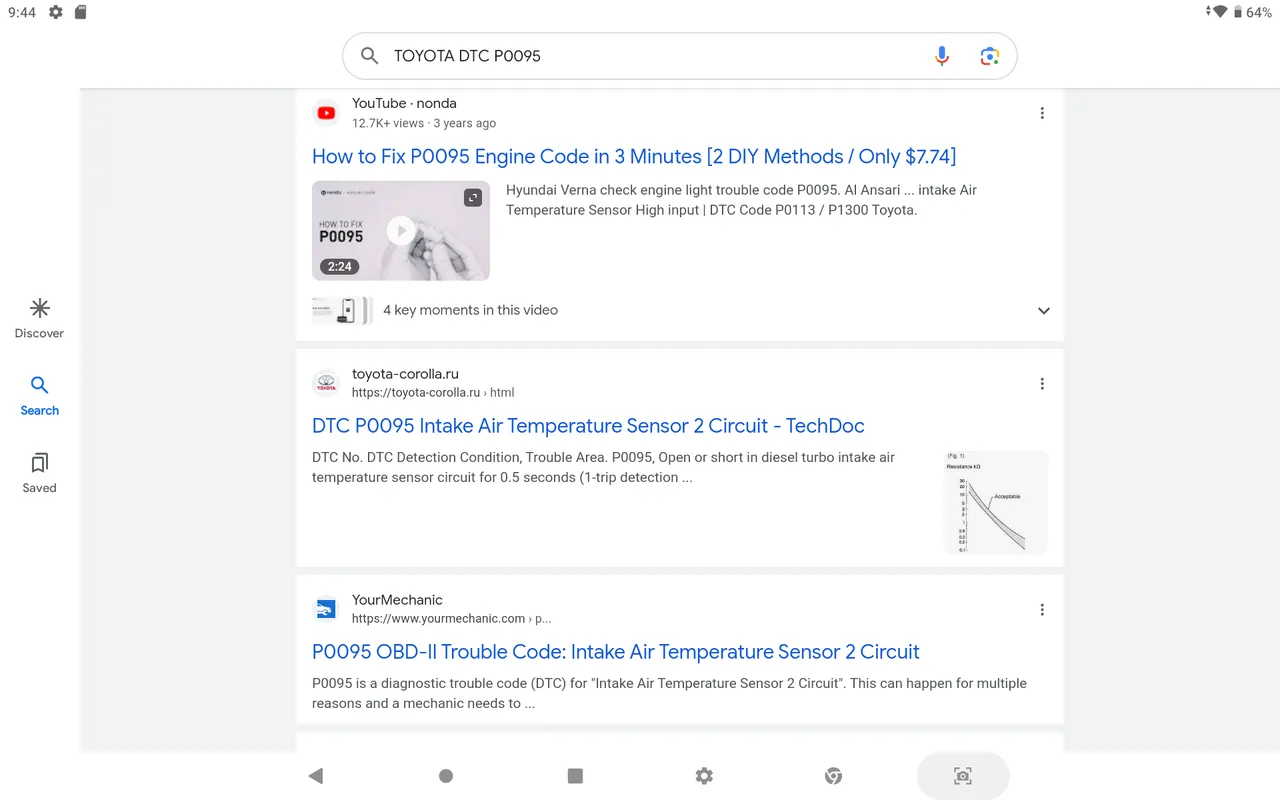 9:44
64%
TOYOTA DTC P0095
YouTube · nonda
12.7K+ views · 3 years ago
How to Fix P0095 Engine Code in 3 Minutes [2 DIY Methods / Only $7.74]
HOW TO FIX
P0095
2:24
Hyundai Verna check engine light trouble code P0095. Al Ansari ... intake Air
Temperature Sensor High input | DTC Code P0113 / P1300 Toyota.
4 key moments in this video
Discover
Search
Saved
toyota-corolla.ru
https://toyota-corolla.ru › html
DTC P0095 Intake Air Temperature Sensor 2 Circuit - TechDoc
DTC No. DTC Detection Condition, Trouble Area. P0095, Open or short in diesel turbo intake air
temperature sensor circuit for 0.5 seconds (1-trip detection ...
(Fig. 1)
Resistance kΩ
Acceptable
YourMechanic
https://www.yourmechanic.com › p...
P0095 OBD-II Trouble Code: Intake Air Temperature Sensor 2 Circuit
P0095 is a diagnostic trouble code (DTC) for "Intake Air Temperature Sensor 2 Circuit". This can happen for multiple
reasons and a mechanic needs to ...